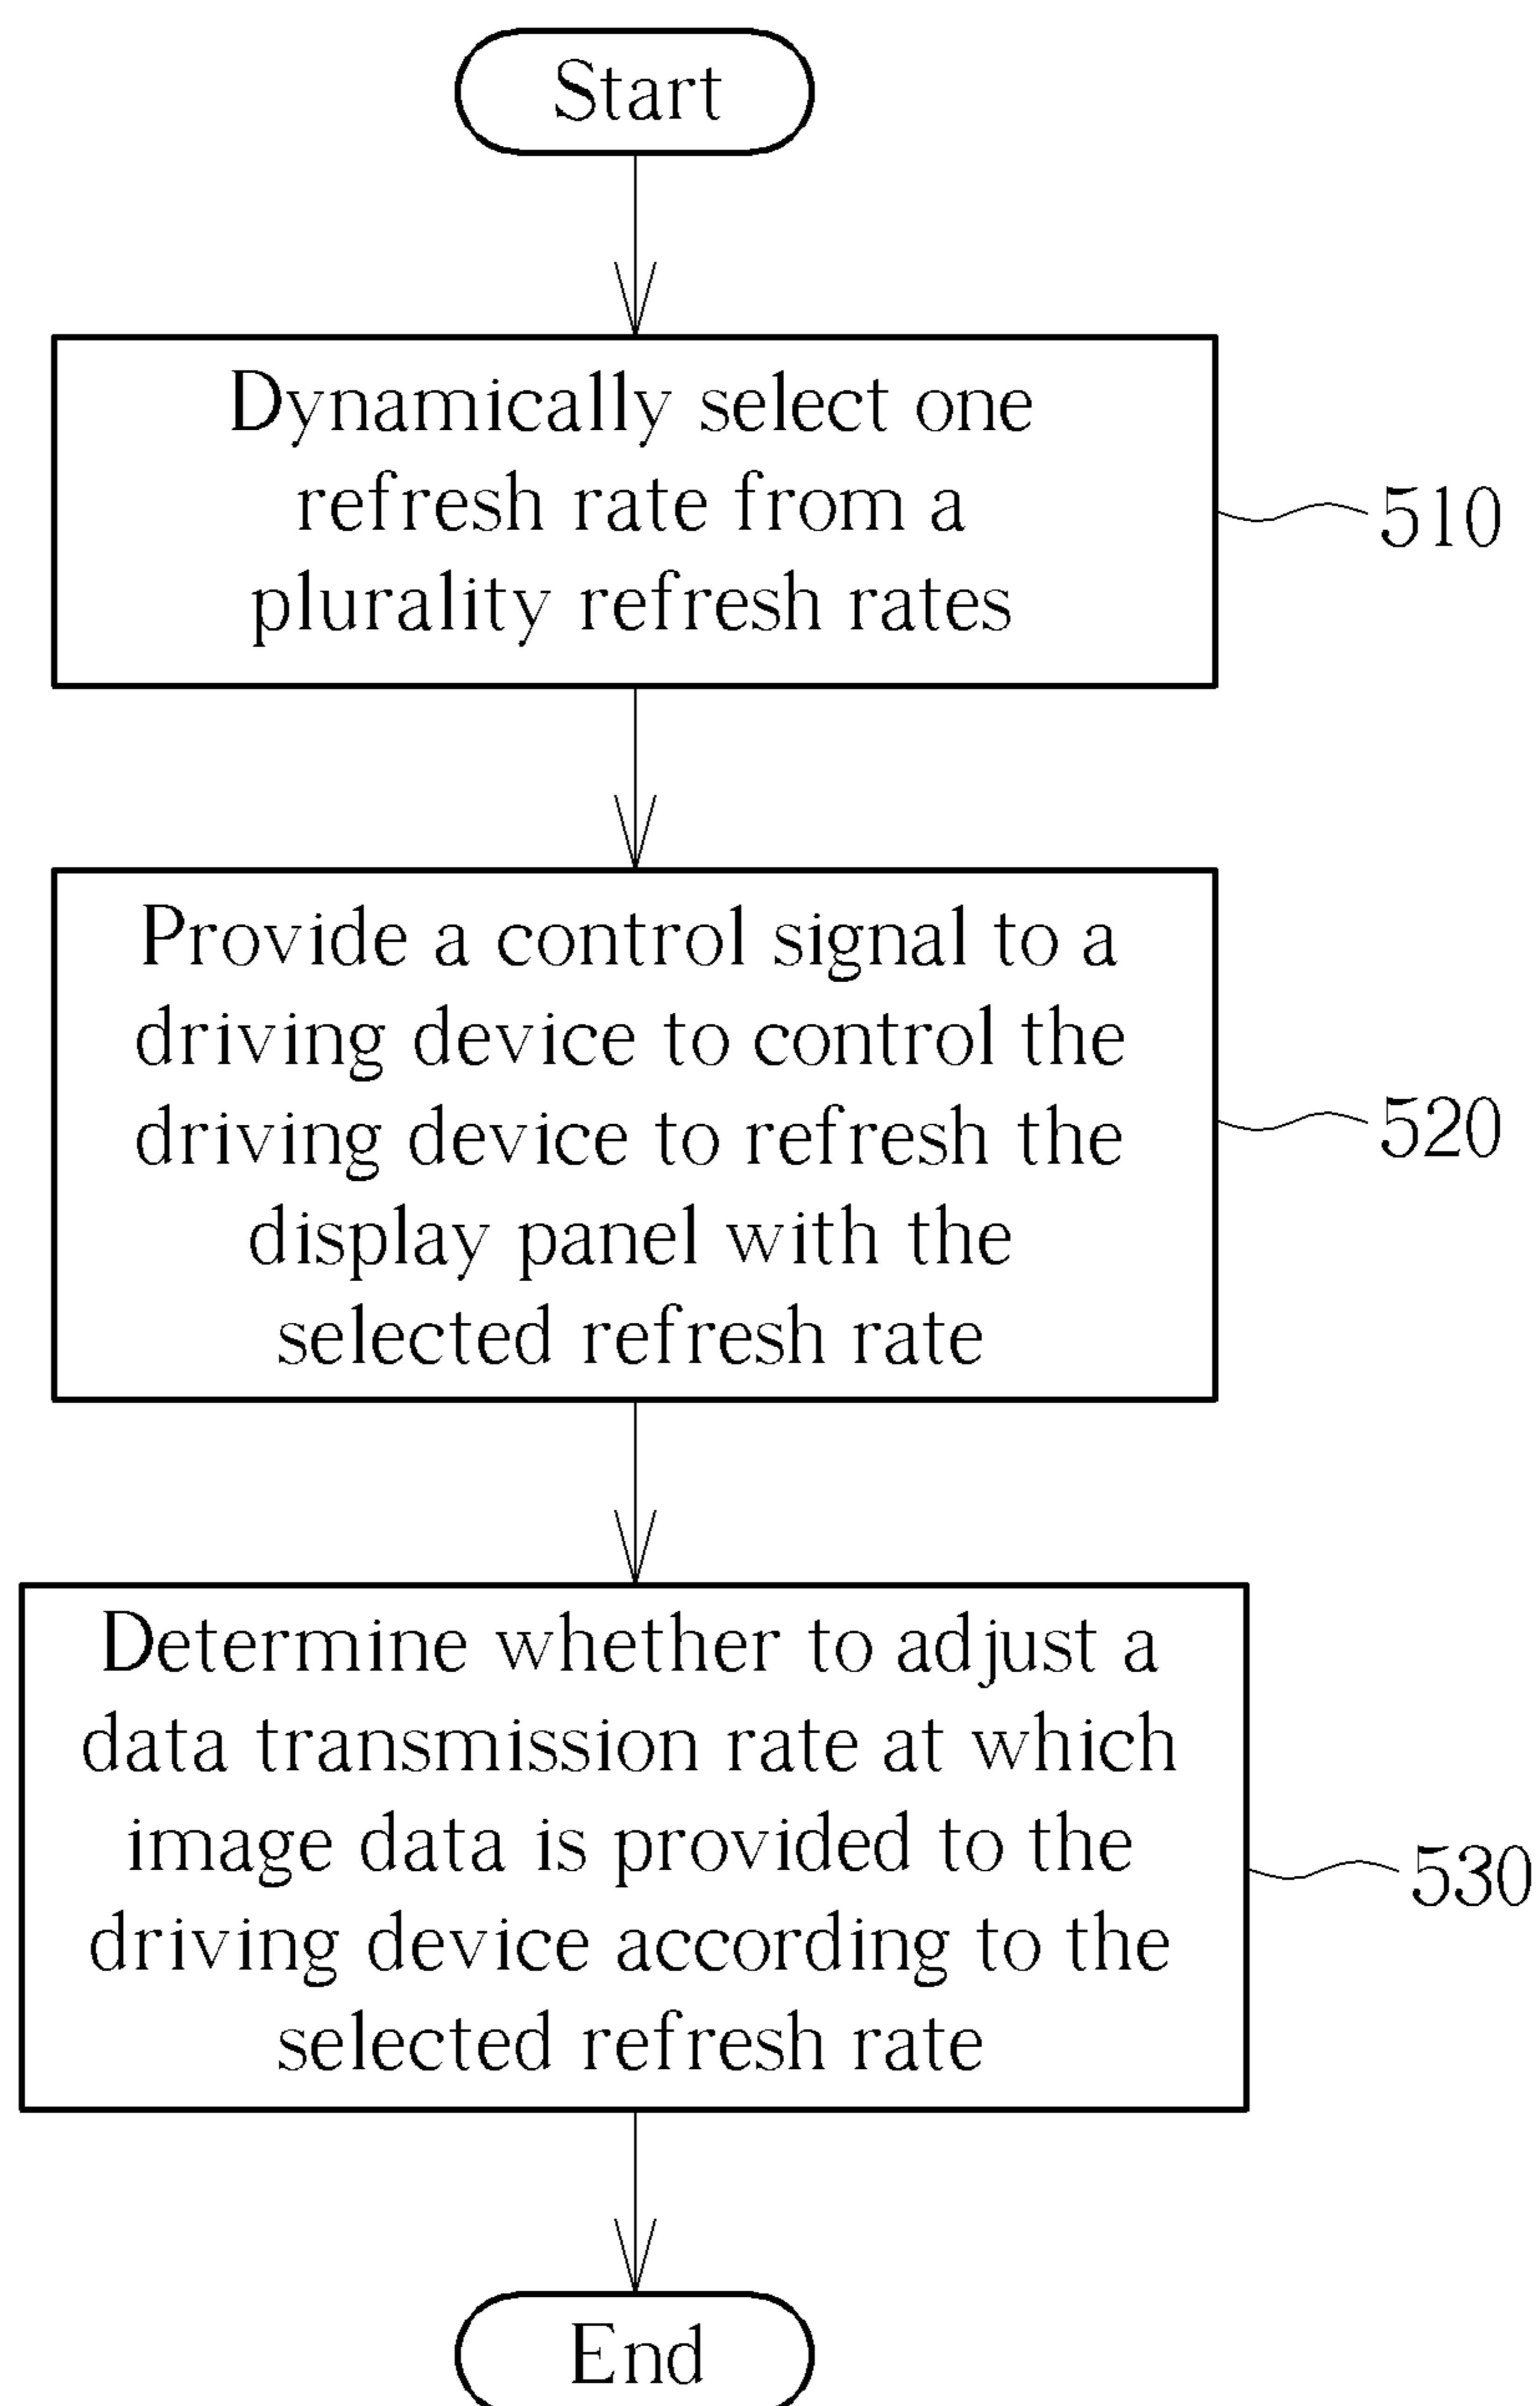 Start
Dynamically select one
refresh rate from a
plurality refresh rates
510
Provide a control signal to a
driving device to control the
driving device to refresh the
display panel with the
selected refresh rate
520
Determine whether to adjust a
data transmission rate at which
image data is provided to the
driving device according to the
selected refresh rate
530
End